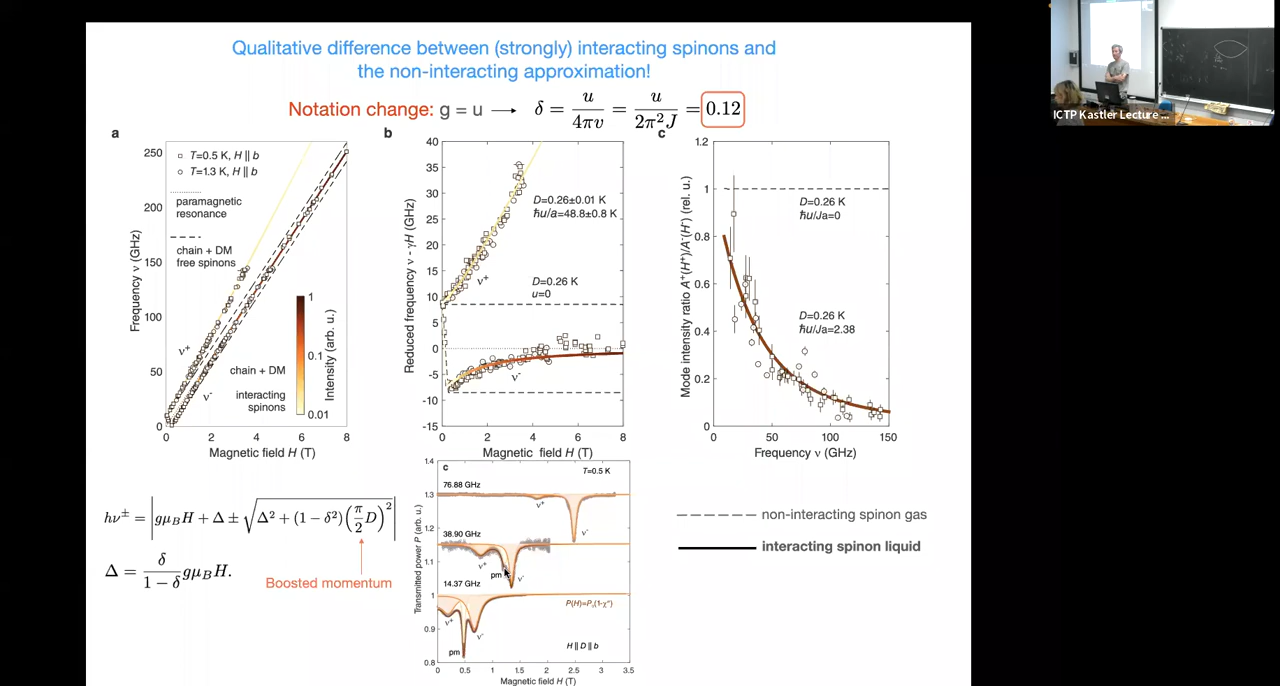 Qualitative difference between (strongly) interacting spinons and
the non-interacting approximation!
Notation change: g = u ⟶ δ = u/4πv = u/2π²J = 0.12
a
250
200
150
100
50
0
0 2 4 6 8
Frequency ν (GHz)
Magnetic field H (T)
T=0.5 K, H || b
T=1.3 K, H || b
paramagnetic
resonance
chain + DM
free spinons
ν⁺
ν⁻
chain + DM
interacting
spinons
1
0.1
0.01
Intensity (arb. u.)
b
40
35
30
25
20
15
10
5
0
-5
-10
-15
0 2 4 6 8
Reduced frequency ν - γH (GHz)
Magnetic field H (T)
D=0.26±0.01 K
ħu/a=48.8±0.8 K
ν⁺
D=0.26 K
u=0
ν⁻
c
1.2
1
0.8
0.6
0.4
0.2
0
0 50 100 150
Mode intensity ratio A⁺(H⁺)/A⁻(H⁻) (rel. u.)
Frequency ν (GHz)
D=0.26 K
ħu/Ja=0
D=0.26 K
ħu/Ja=2.38
hν± = |gμ_B H + Δ ± √(Δ² + (1 − δ²)(π/2 D)²)|
Δ = δ/(1 − δ) gμ_B H.
Boosted momentum
c
T=0.5 K
1.4
1.3
1.2
1.1
1
0.9
0.8
0 0.5 1 1.5 2 2.5 3 3.5
Transmitted power P (arb. u.)
Magnetic field H (T)
76.88 GHz
ν⁺
ν⁻
38.90 GHz
ν⁺
pm
ν⁻
14.37 GHz
ν⁺
ν⁻
pm
H || D || b
non-interacting spinon gas
interacting spinon liquid
ICTP Kastler Lecture ...